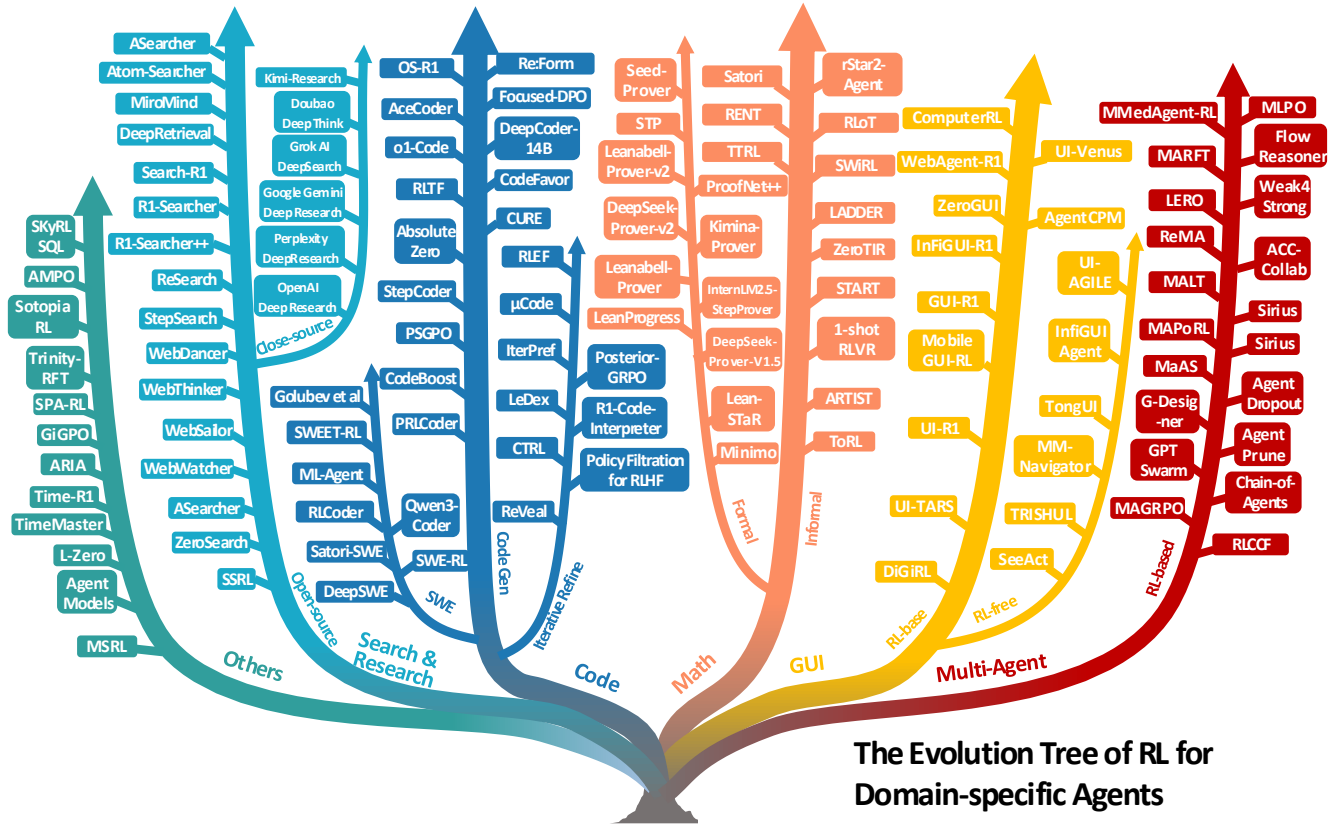 SKyRL
SQL
AMPO
Sotopia
RL
Trinity-
RFT
SPA-RL
GiGPO
ARIA
Time-R1
TimeMaster
L-Zero
Agent
Models
MSRL
Others
ASearcher
Atom-Searcher
MiroMind
DeepRetrieval
Search-R1
R1-Searcher
R1-Searcher++
ReSearch
StepSearch
WebDancer
WebThinker
WebSailor
WebWatcher
ASearcher
ZeroSearch
SSRL
Open-source
Kimi-Research
Doubao
DeepThink
Grok AI
DeepSearch
Google Gemini
Deep Research
Perplexity
DeepResearch
OpenAI
Deep Research
Close-source
Search &
Research
Golubev et al
SWEET-RL
ML-Agent
RLCoder
Qwen3-
Coder
Satori-SWE
SWE-RL
DeepSWE
SWE
OS-R1
AceCoder
o1-Code
RLTF
Absolute
Zero
StepCoder
PSGPO
CodeBoost
PRLCoder
Re:Form
Focused-DPO
DeepCoder-
14B
CodeFavor
CURE
Code Gen
RLEF
µCode
IterPref
Posterior-
GRPO
LeDex
R1-Code-
Interpreter
CTRL
Policy Filtration
for RLHF
ReVeal
Iterative Refine
Code
Seed-
Prover
STP
Leanabell-
Prover-v2
ProofNet++
DeepSeek-
Prover-v2
Kimina-
Prover
Leanabell-
Prover
InternLM2.5-
StepProver
LeanProgress
DeepSeek-
Prover-V1.5
Lean-
STaR
Minimo
Formal
Satori
RENT
TTRL
rStar2-
Agent
RLoT
SWiRL
LADDER
ZeroTIR
START
1-shot
RLVR
ARTIST
ToRL
Informal
Math
ComputerRL
WebAgent-R1
ZeroGUI
InFiGUI-R1
GUI-R1
Mobile
GUI-RL
UI-R1
UI-TARS
DiGiRL
UI-Venus
AgentCPM
RL-base
UI-
AGILE
InfiGUI
Agent
TongUI
MM-
Navigator
TRISHUL
SeeAct
RL-free
GUI
MMedAgent-RL
MARFT
LERO
ReMA
MALT
MAPoRL
MaAS
G-Desig-
ner
GPT
Swarm
MAGRPO
MLPO
Flow
Reasoner
Weak4
Strong
ACC-
Collab
Sirius
Sirius
Agent
Dropout
Agent
Prune
Chain-of-
Agents
RLCCF
RL-based
Multi-Agent
The Evolution Tree of RL for
Domain-specific Agents